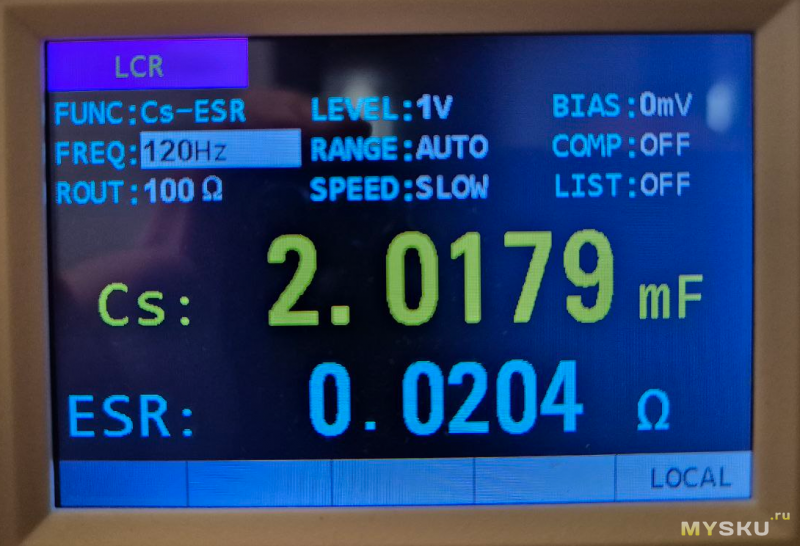 LCR
FUNC:Cs-ESR LEVEL:1V BIAS:0mV
FREQ:120Hz RANGE:AUTO COMP:OFF
ROUT:100 Ω SPEED:SLOW LIST:OFF
Cs: 2.0179 mF
ESR: 0.0204 Ω
LOCAL
MYSKU.ru